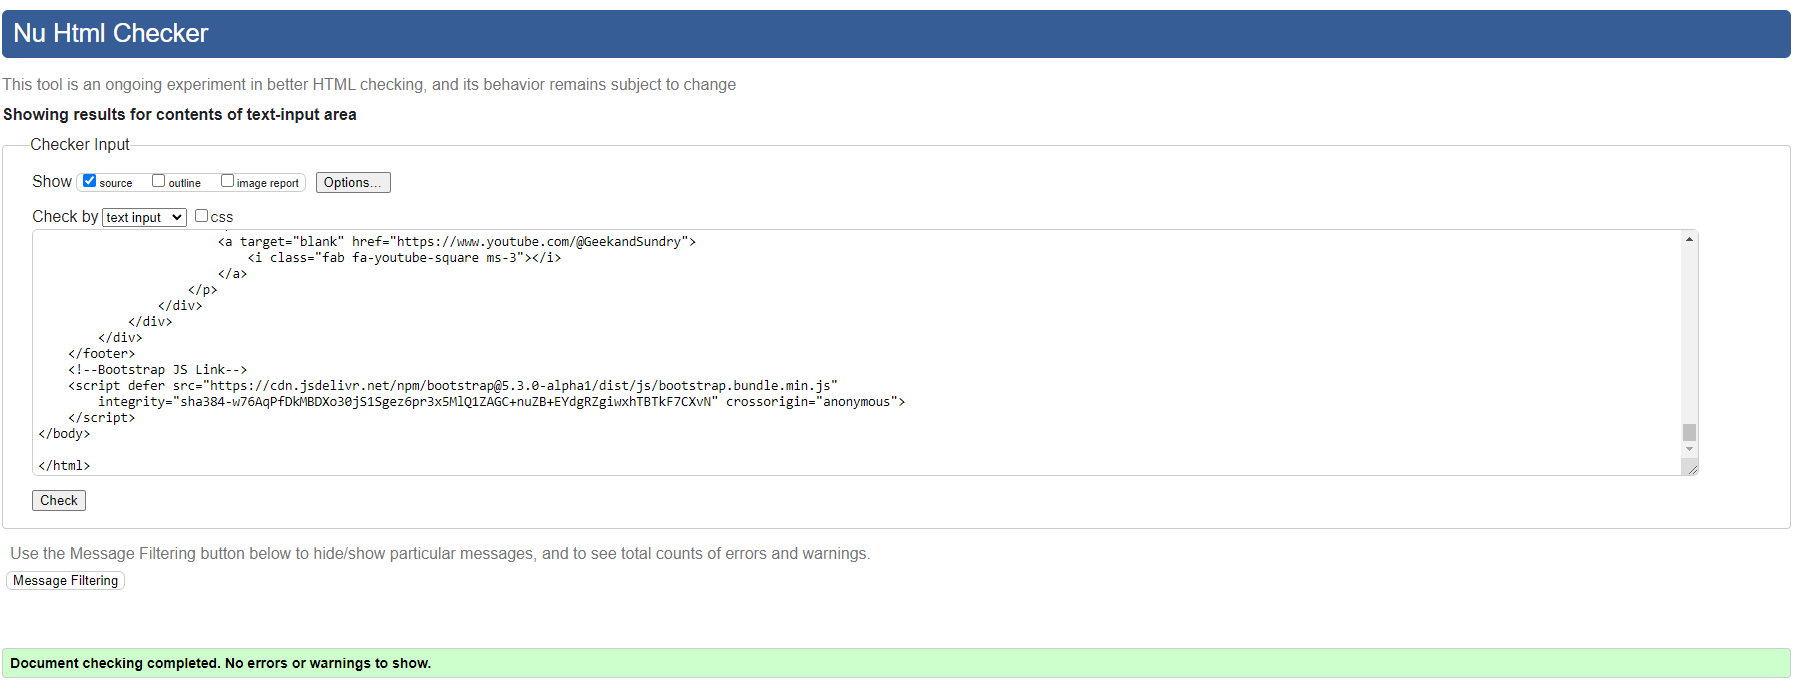 Nu Html Checker
This tool is an ongoing experiment in better HTML checking, and its behavior remains subject to change
Showing results for contents of text-input area
Checker Input
Show source outline image report Options...
Check by text input css
<a target="blank" href="https://www.youtube.com/@GeekandSundry">
<i class="fab fa-youtube-square ms-3"></i>
</a>
</p>
</div>
</div>
</div>
</footer>
<!--Bootstrap JS Link-->
<script defer src="https://cdn.jsdelivr.net/npm/bootstrap@5.3.0-alpha1/dist/js/bootstrap.bundle.min.js"
integrity="sha384-w76AqPfDkMBDXo30jS1Sgez6pr3x5MlQ1ZAGC+nuZB+EYdgRZgiwxhTBTkF7CXvN" crossorigin="anonymous">
</script>
</body>
</html>
Check
Use the Message Filtering button below to hide/show particular messages, and to see total counts of errors and warnings.
Message Filtering
Document checking completed. No errors or warnings to show.